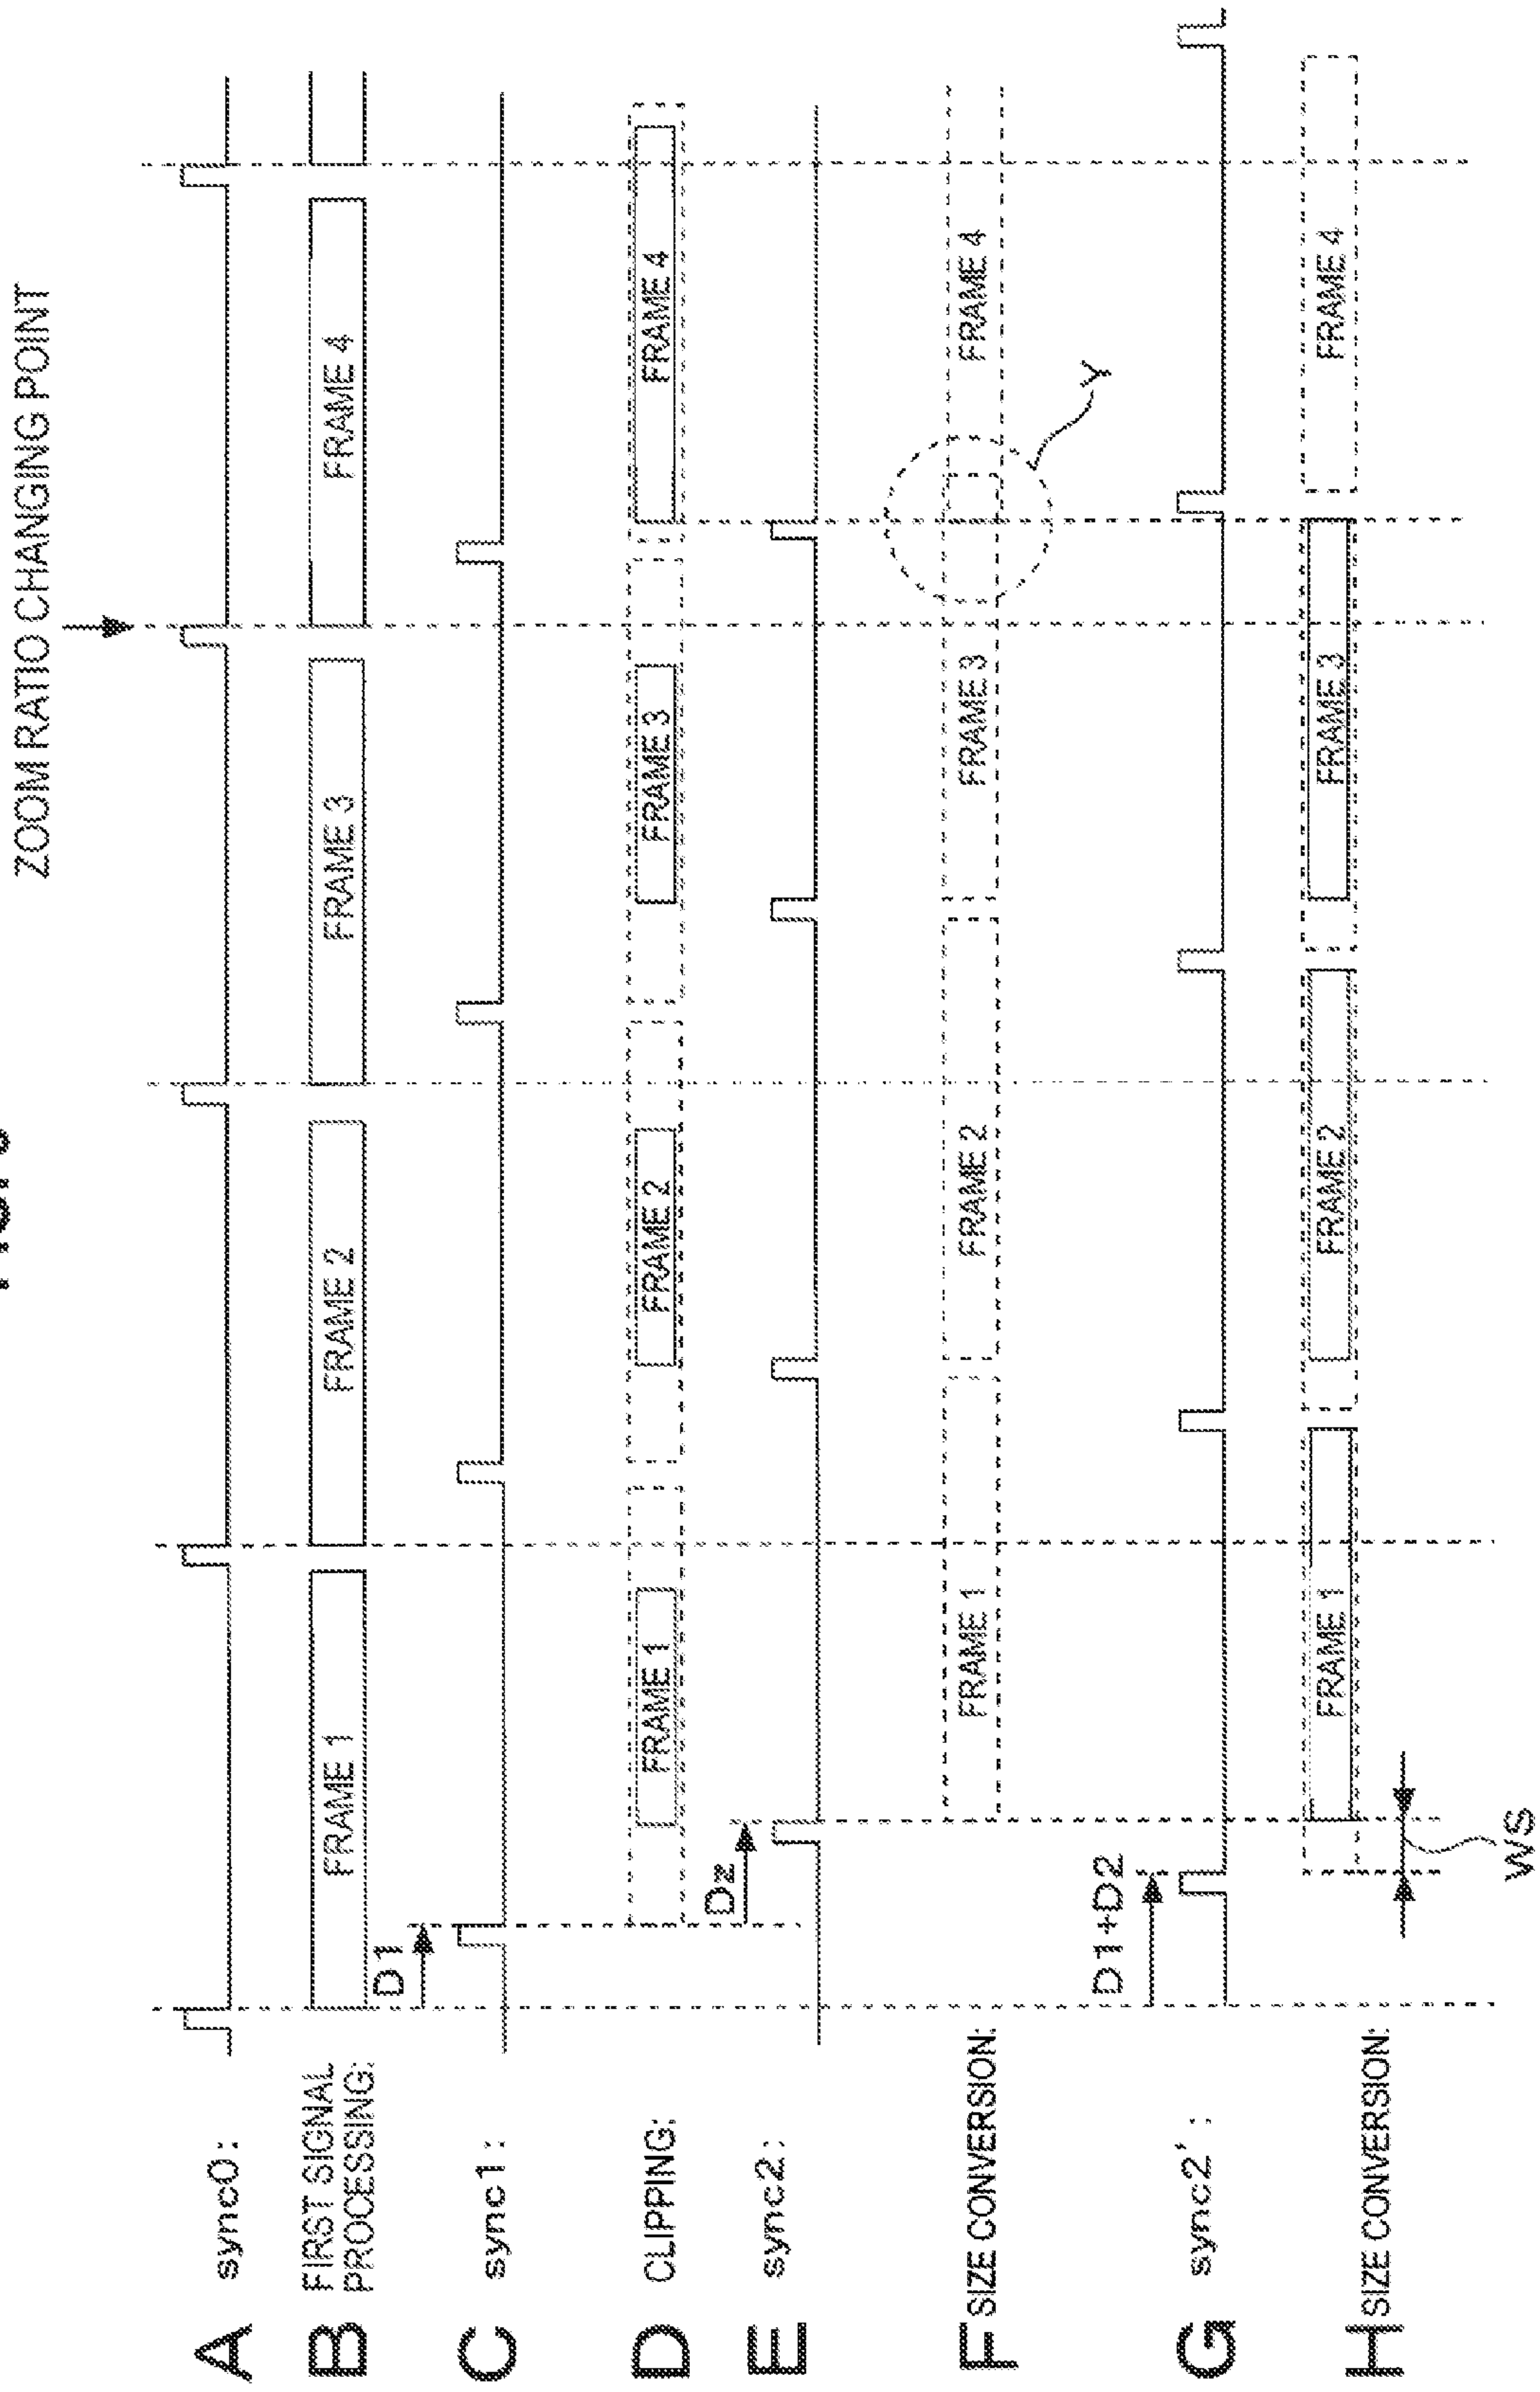 ZOOM RATIO CHANGING POINT
A sync0:
B FIRST SIGNAL
PROCESSING:
FRAME 1
FRAME 2
FRAME 3
FRAME 4
D1
C sync1:
D CLIPPING:
FRAME 1
FRAME 2
FRAME 3
FRAME 4
Dz
E sync2:
F SIZE CONVERSION:
FRAME 1
FRAME 2
FRAME 3
FRAME 4
Y
D1+D2
G sync2':
H SIZE CONVERSION:
FRAME 1
FRAME 2
FRAME 3
FRAME 4
WS